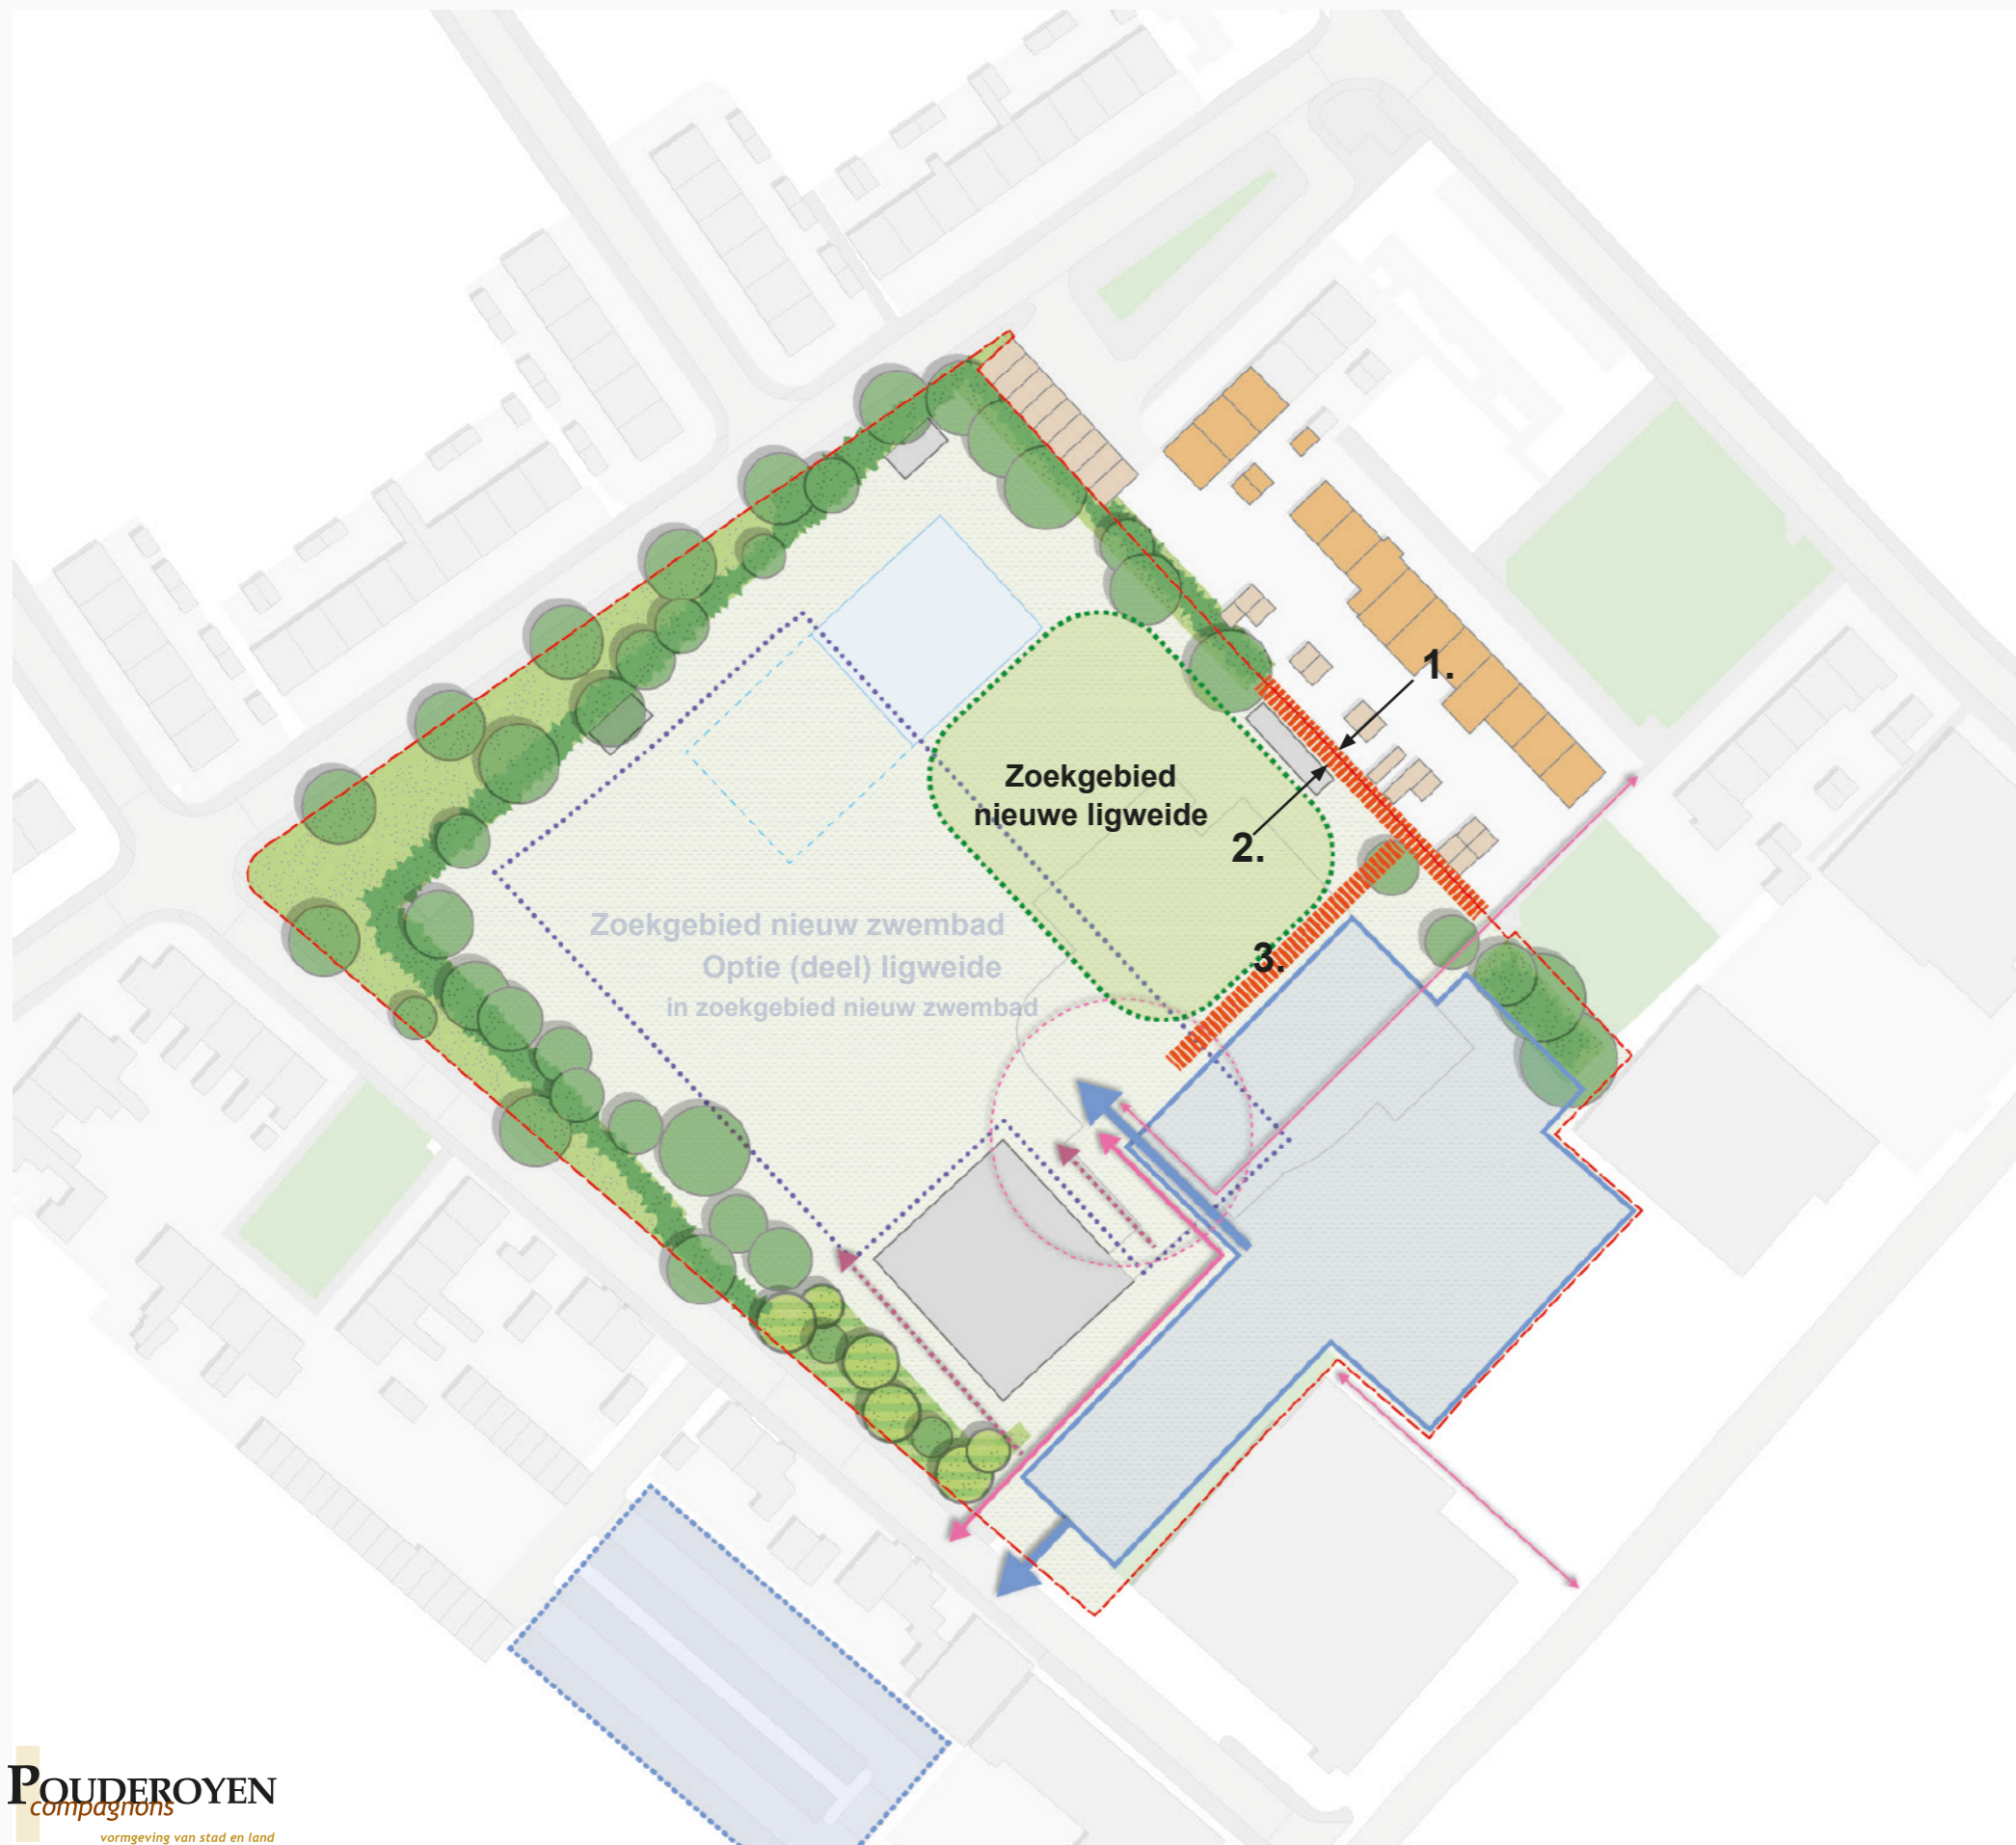 1.
Zoekgebied
nieuwe ligweide
2.
Zoekgebied nieuw zwembad
Optie (deel) ligweide
in zoekgebied nieuw zwembad
3.
POUDEROYEN
compagnons
vormgeving van stad en land